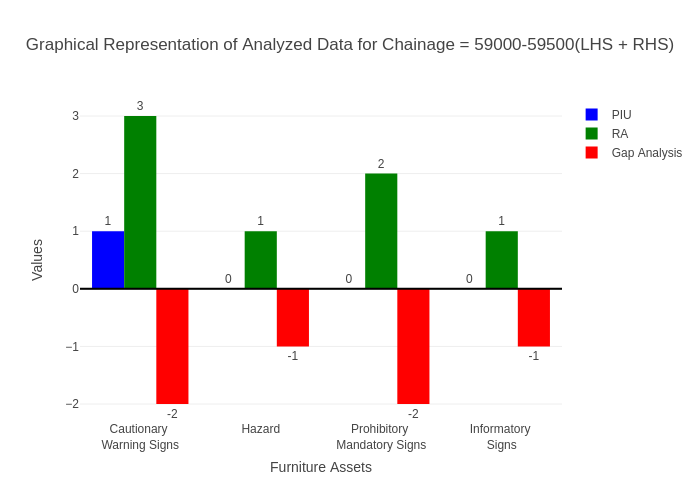 Graphical Representation of Analyzed Data for Chainage = 59000-59500(LHS + RHS)
PIU
RA
Gap Analysis
Values
3
2
1
0
−1
−2
1
3
-2
0
1
-1
0
2
-2
0
1
-1
Cautionary
Warning Signs
Hazard
Prohibitory
Mandatory Signs
Informatory
Signs
Furniture Assets